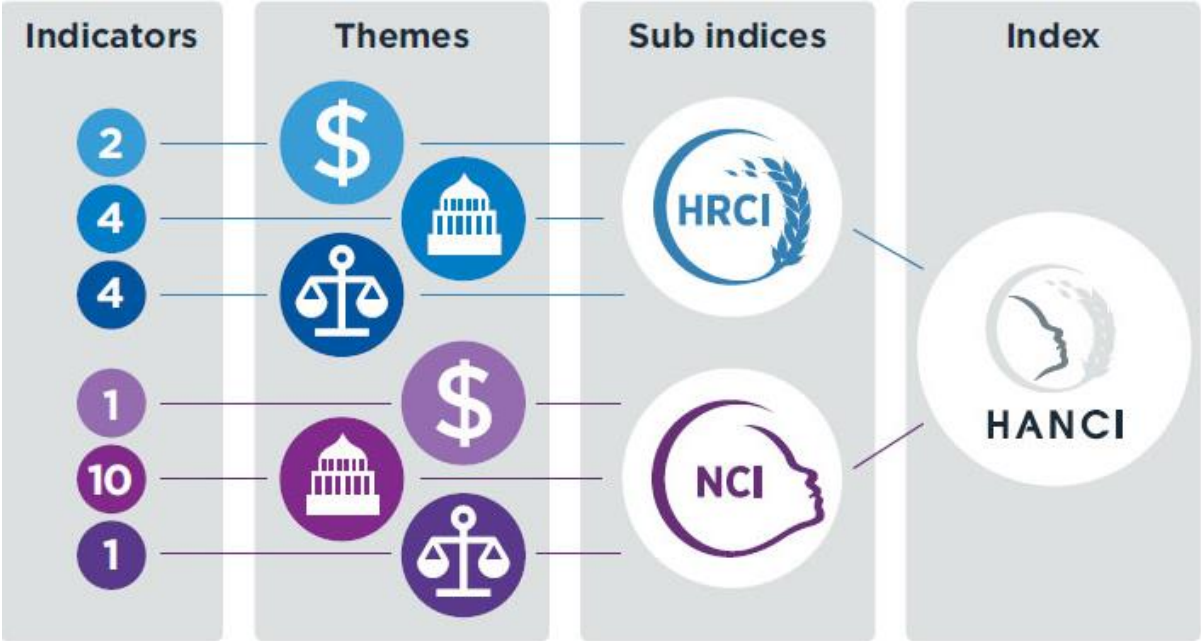 Indicators Themes Sub indices Index
2 $
4
4
HRCI
1 $
10
1
NCI
HANCI